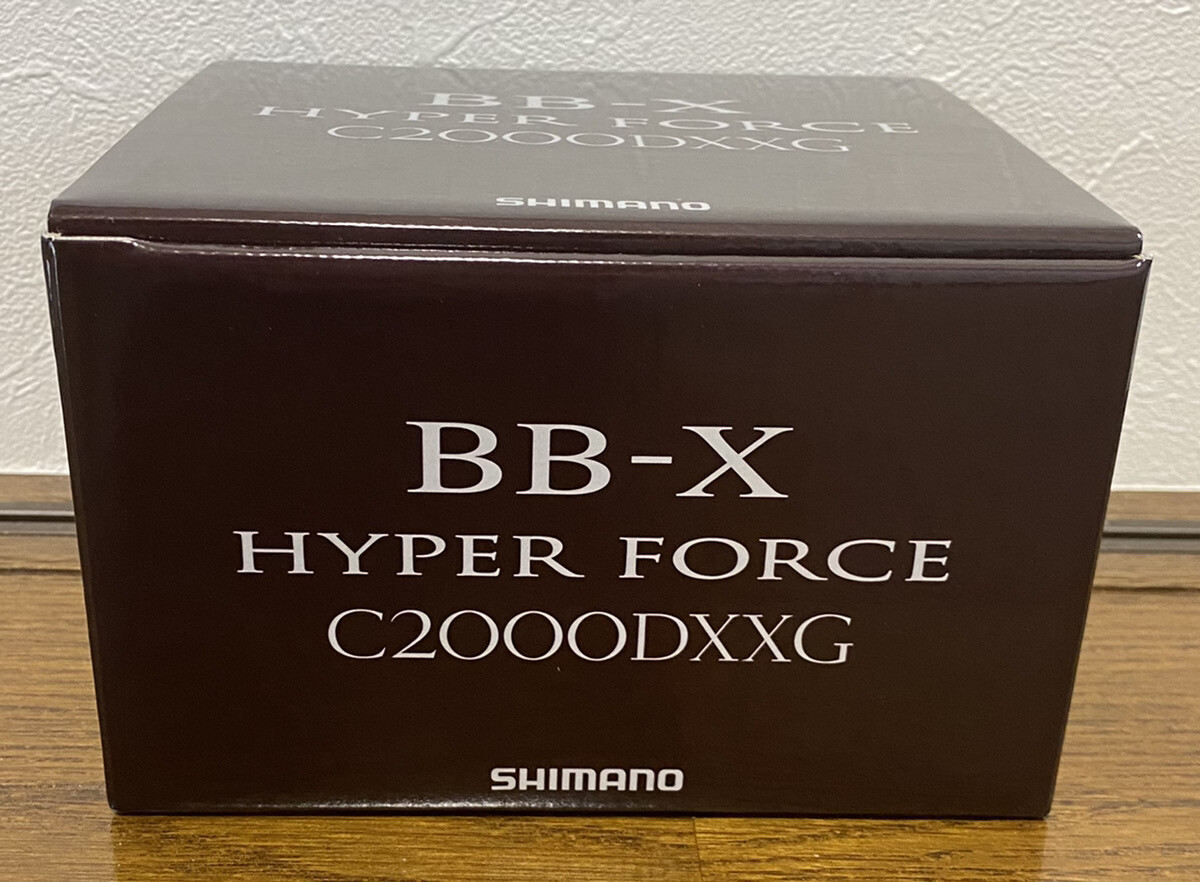 BB-X
HYPER FORCE
C2000DXXG
SHIMANO
BB-X
HYPER FORCE
C2000DXXG
SHIMANO